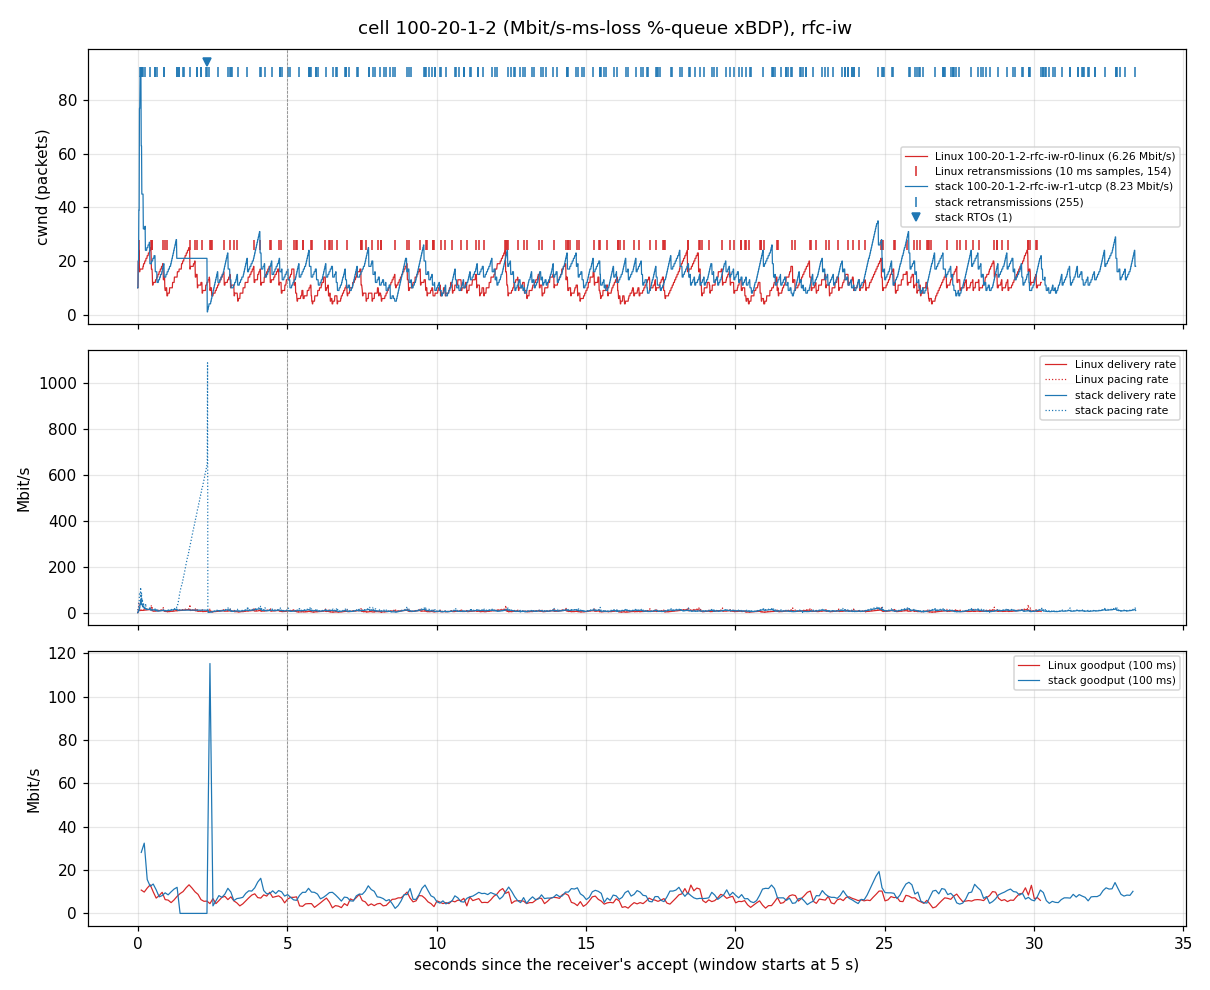 cell 100-20-1-2 (Mbit/s-ms-loss %-queue xBDP), rfc-iw
cwnd (packets)
80
60
40
20
0
Linux 100-20-1-2-rfc-iw-r0-linux (6.26 Mbit/s)
Linux retransmissions (10 ms samples, 154)
stack 100-20-1-2-rfc-iw-r1-utcp (8.23 Mbit/s)
stack retransmissions (255)
stack RTOs (1)
Mbit/s
1000
800
600
400
200
0
Linux delivery rate
Linux pacing rate
stack delivery rate
stack pacing rate
Mbit/s
120
100
80
60
40
20
0
Linux goodput (100 ms)
stack goodput (100 ms)
0 5 10 15 20 25 30 35
seconds since the receiver's accept (window starts at 5 s)